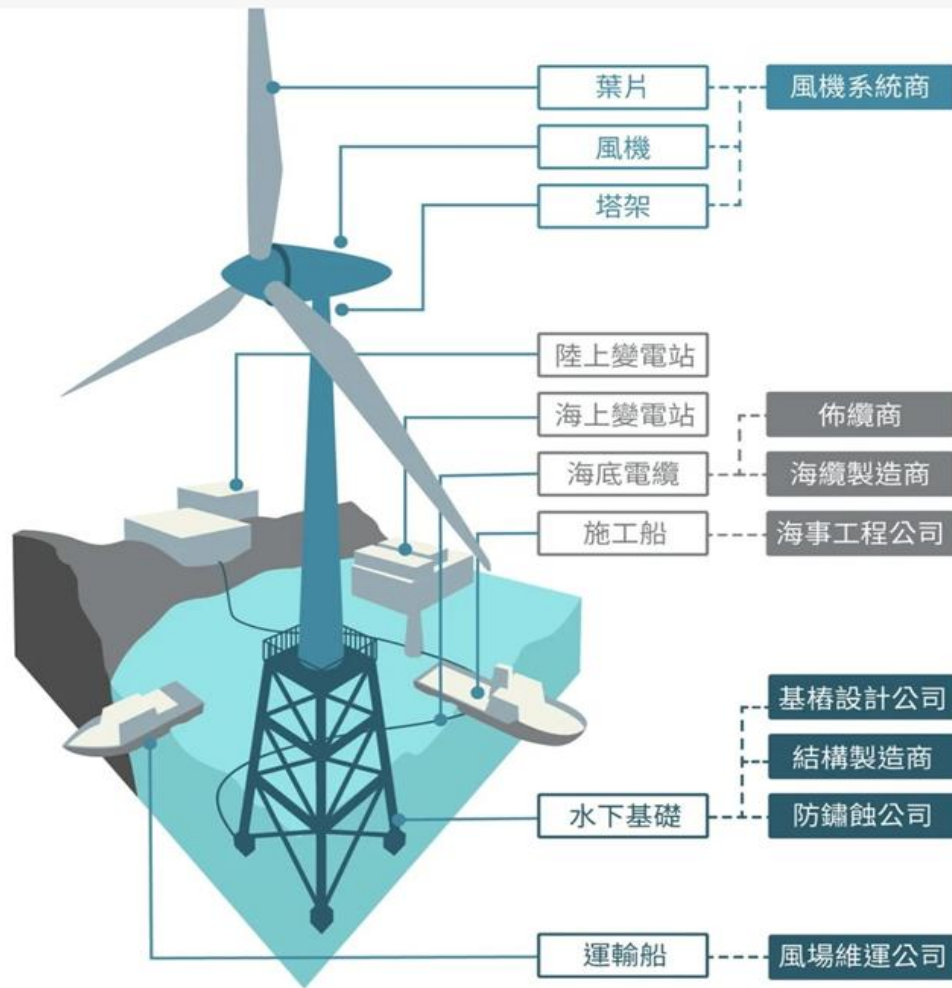 葉片
風機系統商
風機
塔架
陸上變電站
海上變電站
佈纜商
海底電纜
海纜製造商
施工船
海事工程公司
基樁設計公司
結構製造商
水下基礎
防鏽蝕公司
運輸船
風場維運公司